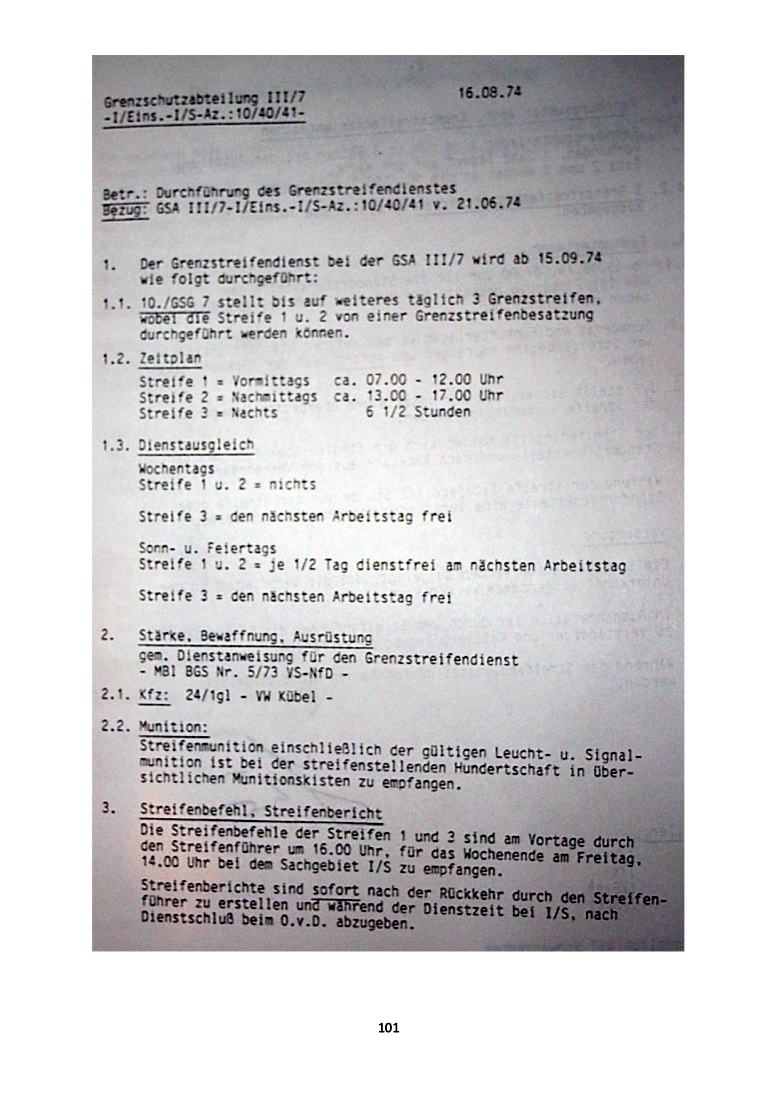 Grenzschutzabteilung III/7 16.08.74
-I/Eins.-I/S-Az.:10/40/41-
Betr.: Durchführung des Grenzstreifendienstes
Bezug: GSA III/7-I/Eins.-I/S-Az.:10/40/41 v. 21.06.74
1. Der Grenzstreifendienst bei der GSA III/7 wird ab 15.09.74
wie folgt durchgeführt:
1.1. 10./GSG 7 stellt bis auf weiteres täglich 3 Grenzstreifen,
wobei die Streife 1 u. 2 von einer Grenzstreifenbesatzung
durchgeführt werden können.
1.2. Zeitplan
Streife 1 = Vormittags ca. 07.00 - 12.00 Uhr
Streife 2 = Nachmittags ca. 13.00 - 17.00 Uhr
Streife 3 = Nachts 6 1/2 Stunden
1.3. Dienstausgleich
Wochentags
Streife 1 u. 2 = nichts
Streife 3 = den nächsten Arbeitstag frei
Sonn- u. Feiertags
Streife 1 u. 2 = je 1/2 Tag dienstfrei am nächsten Arbeitstag
Streife 3 = den nächsten Arbeitstag frei
2. Stärke, Bewaffnung, Ausrüstung
gem. Dienstanweisung für den Grenzstreifendienst
- MBl BGS Nr. 5/73 VS-NfD -
2.1. Kfz: 24/1gl - VW Kübel -
2.2. Munition:
Streifenmunition einschließlich der gültigen Leucht- u. Signal-
munition ist bei der streifenstellenden Hundertschaft in über-
sichtlichen Munitionskisten zu empfangen.
3. Streifenbefehl, Streifenbericht
Die Streifenbefehle der Streifen 1 und 3 sind am Vortage durch
den Streifenführer um 16.00 Uhr, für das Wochenende am Freitag,
14.00 Uhr bei dem Sachgebiet I/S zu empfangen.
Streifenberichte sind sofort nach der Rückkehr durch den Streifen-
führer zu erstellen und während der Dienstzeit bei I/S, nach
Dienstschluß beim O.v.D. abzugeben.
101